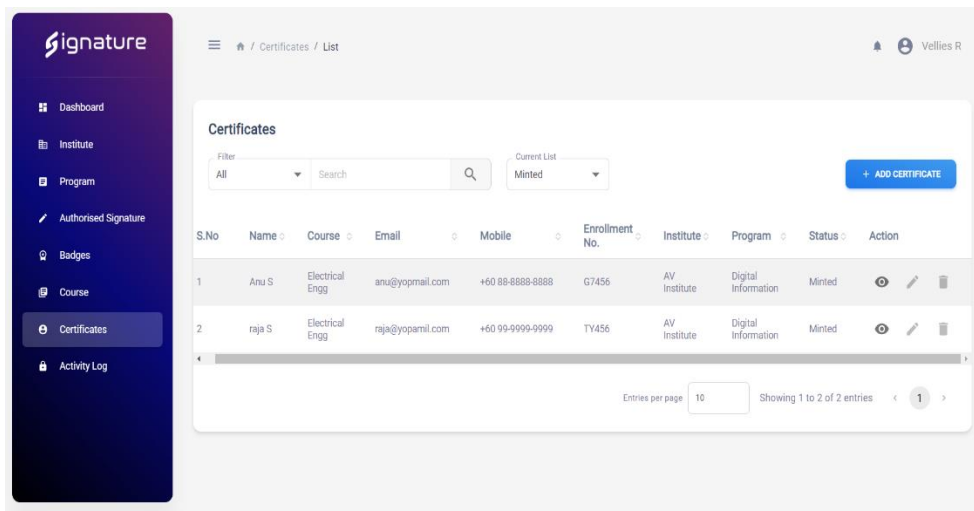 Signature
Dashboard
Institute
Program
Authorised Signature
Badges
Course
Certificates
Activity Log
/ Certificates / List
Vellies R
Certificates
Filter
All
Search
Current List
Minted
+ ADD CERTIFICATE
S.No Name Course Email Mobile Enrollment No. Institute Program Status Action
1 Anu S Electrical Engg anu@yopmail.com +60 88-8888-8888 G7456 AV Institute Digital Information Minted
2 raja S Electrical Engg raja@yopamil.com +60 99-9999-9999 TY456 AV Institute Digital Information Minted
Entries per page 10 Showing 1 to 2 of 2 entries < 1 >